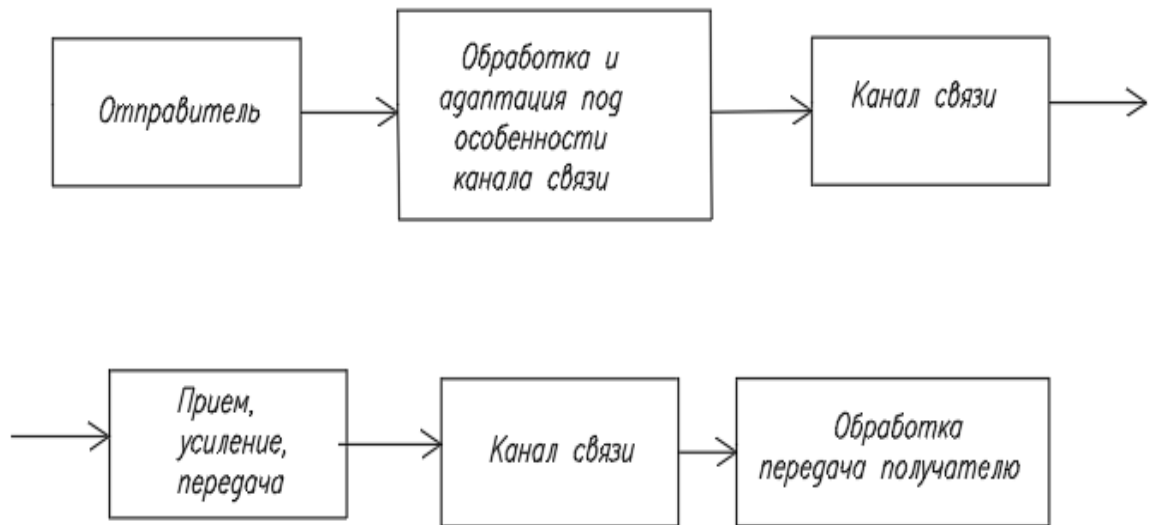 Отправитель
Обработка и
адаптация под
особенности
канала связи
Канал связи
Прием,
усиление,
передача
Канал связи
Обработка
передача получателю